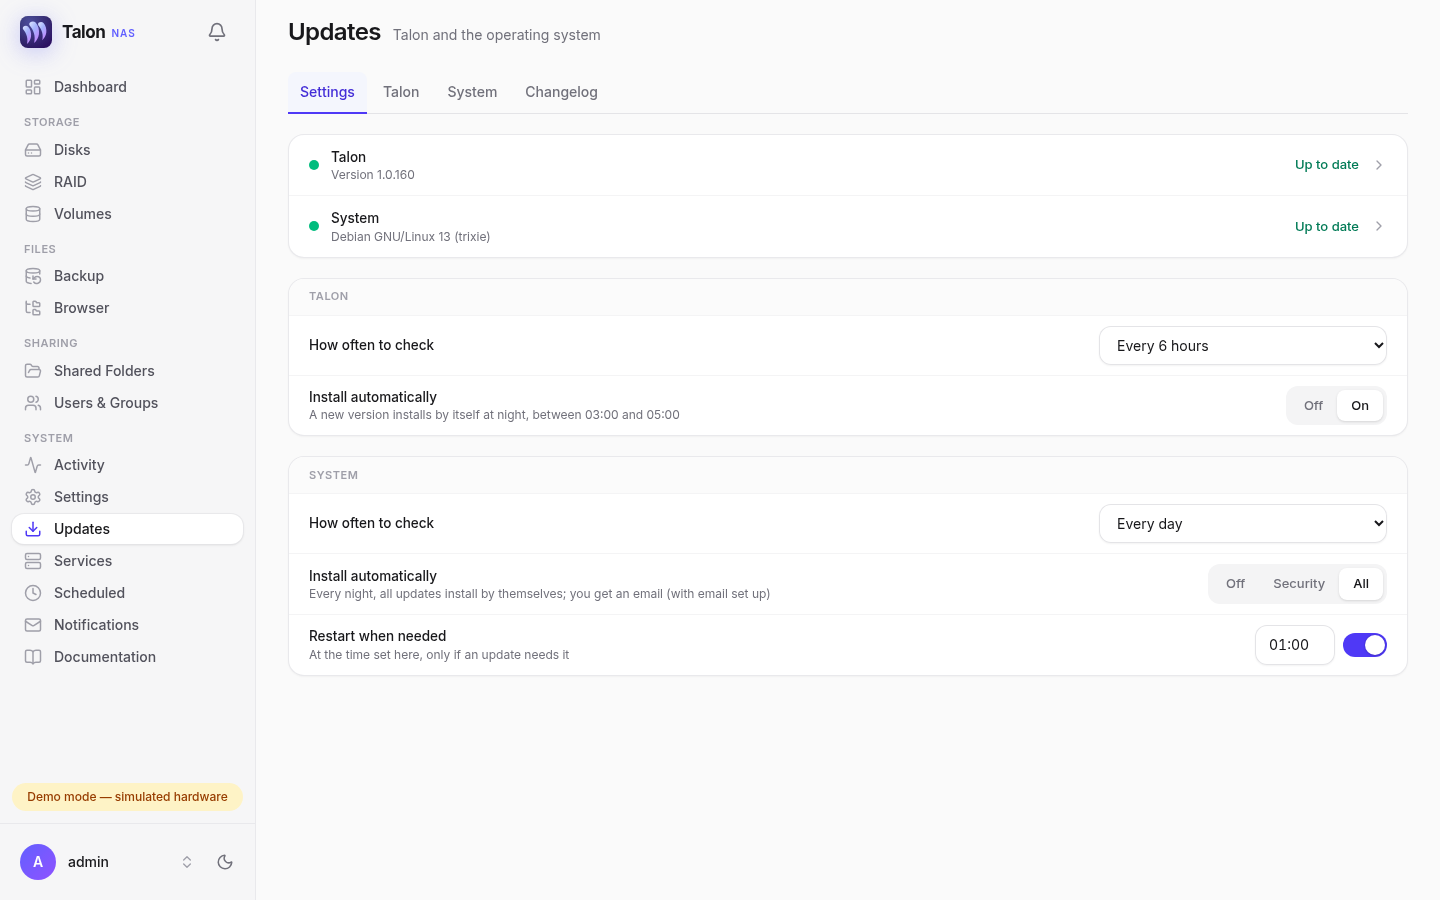 Talon NAS
Dashboard
STORAGE
Disks
RAID
Volumes
FILES
Backup
Browser
SHARING
Shared Folders
Users & Groups
SYSTEM
Activity
Settings
Updates
Services
Scheduled
Notifications
Documentation
Demo mode — simulated hardware
A admin
Updates Talon and the operating system
Settings Talon System Changelog
Talon
Version 1.0.160
Up to date
System
Debian GNU/Linux 13 (trixie)
Up to date
TALON
How often to check
Every 6 hours
Install automatically
A new version installs by itself at night, between 03:00 and 05:00
Off On
SYSTEM
How often to check
Every day
Install automatically
Every night, all updates install by themselves; you get an email (with email set up)
Off Security All
Restart when needed
At the time set here, only if an update needs it
01:00